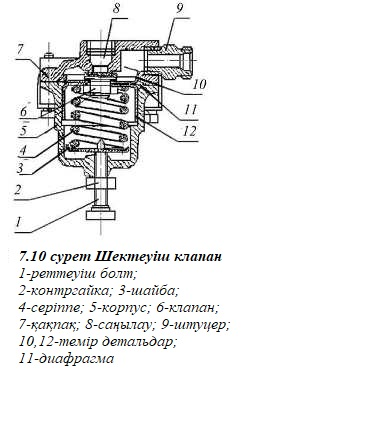 8
9
7
10
11
6
5
12
4
3
2
1
7.10 сурет Шектеуіш клапан
1-реттеуіш болт;
2-контргайка; 3-шайба;
4-серіппе; 5-корпус; 6-клапан;
7-қақпақ; 8-саңылау; 9-штуцер;
10,12-темір детальдар;
11-диафрагма